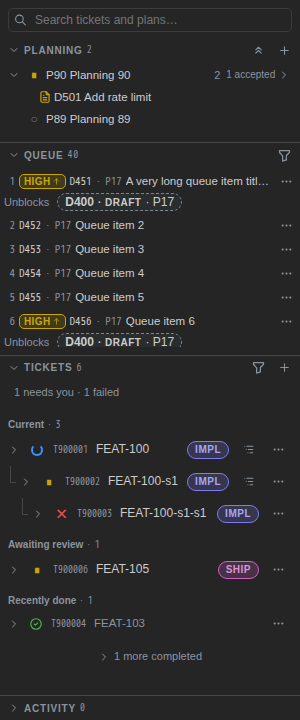 Search tickets and plans…
PLANNING 2
P90 Planning 90 2 1 accepted
D501 Add rate limit
P89 Planning 89
QUEUE 40
1 HIGH ↑ D451 · P17 A very long queue item titl…
Unblocks D400 · DRAFT · P17
2 D452 · P17 Queue item 2
3 D453 · P17 Queue item 3
4 D454 · P17 Queue item 4
5 D455 · P17 Queue item 5
6 HIGH ↑ D456 · P17 Queue item 6
Unblocks D400 · DRAFT · P17
TICKETS 6
1 needs you · 1 failed
Current · 3
T900001 FEAT-100 IMPL
T900002 FEAT-100-s1 IMPL
T900003 FEAT-100-s1-s1 IMPL
Awaiting review · 1
T900006 FEAT-105 SHIP
Recently done · 1
T900004 FEAT-103
1 more completed
ACTIVITY 0